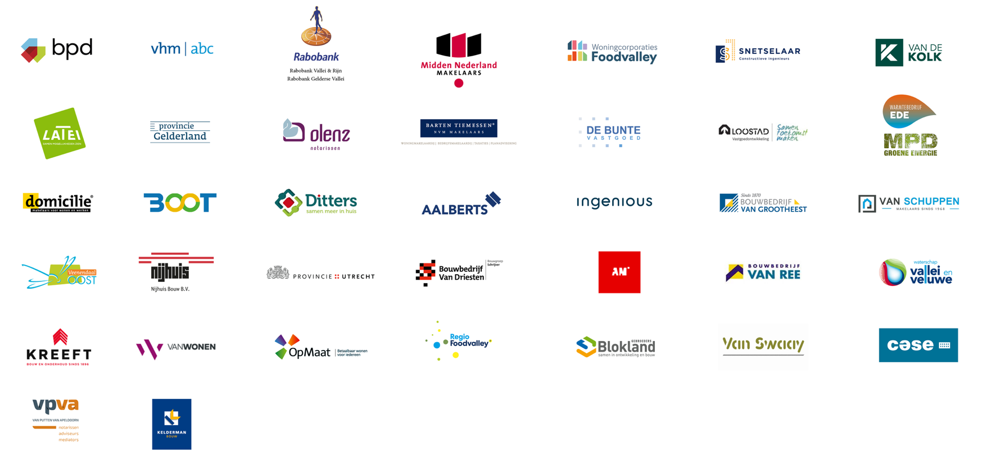 bpd
vhm | abc
Rabobank
Rabobank Vallei & Rijn
Rabobank Gelderse Vallei
Midden Nederland
MAKELAARS
Woningcorporaties
Foodvalley
SNETSELAAR
Constructieve Ingenieurs
VAN DE
KOLK
LATEI
SAMEN MOGELIJKHEDEN ZIEN
provincie
Gelderland
olenz
notarissen
BARTEN TIEMESSEN®
NVM MAKELAARS
WONINGMAKELAARDIJ | BEDRIJFSMAKELAARDIJ | TAXATIES | PLANADVISERING
DE BUNTE
VASTGOED
LOOSTAD
Vastgoedontwikkeling
Samen
toekomst
maken
WARMTEBEDRIJF
EDE
MPD
GROENE ENERGIE
domicilie®
makelaars voor wonen en werken
BOOT
Ditters
samen meer in huis
AALBERTS
ingenious
Sinds 1870
BOUWBEDRIJF
VAN GROOTHEEST
VAN SCHUPPEN
MAKELAARS SINDS 1968
Veenendaal
OOST
nijhuis
Nijhuis Bouw B.V.
PROVINCIE UTRECHT
Bouwbedrijf
Van Driesten
Bouwgroep
Schrijver
AM
BOUWBEDRIJF
VAN REE
waterschap
vallei en
veluwe
KREEFT
BOUW EN ONDERHOUD SINDS 1896
VANWONEN
OpMaat
Betaalbaar wonen
voor iedereen
Regio
Foodvalley
GEBROEDERS
Blokland
samen in ontwikkeling en bouw
Van Swaay
case
vpva
VAN PUTTEN VAN APELDOORN
notarissen
adviseurs
mediators
KELDERMAN
BOUW